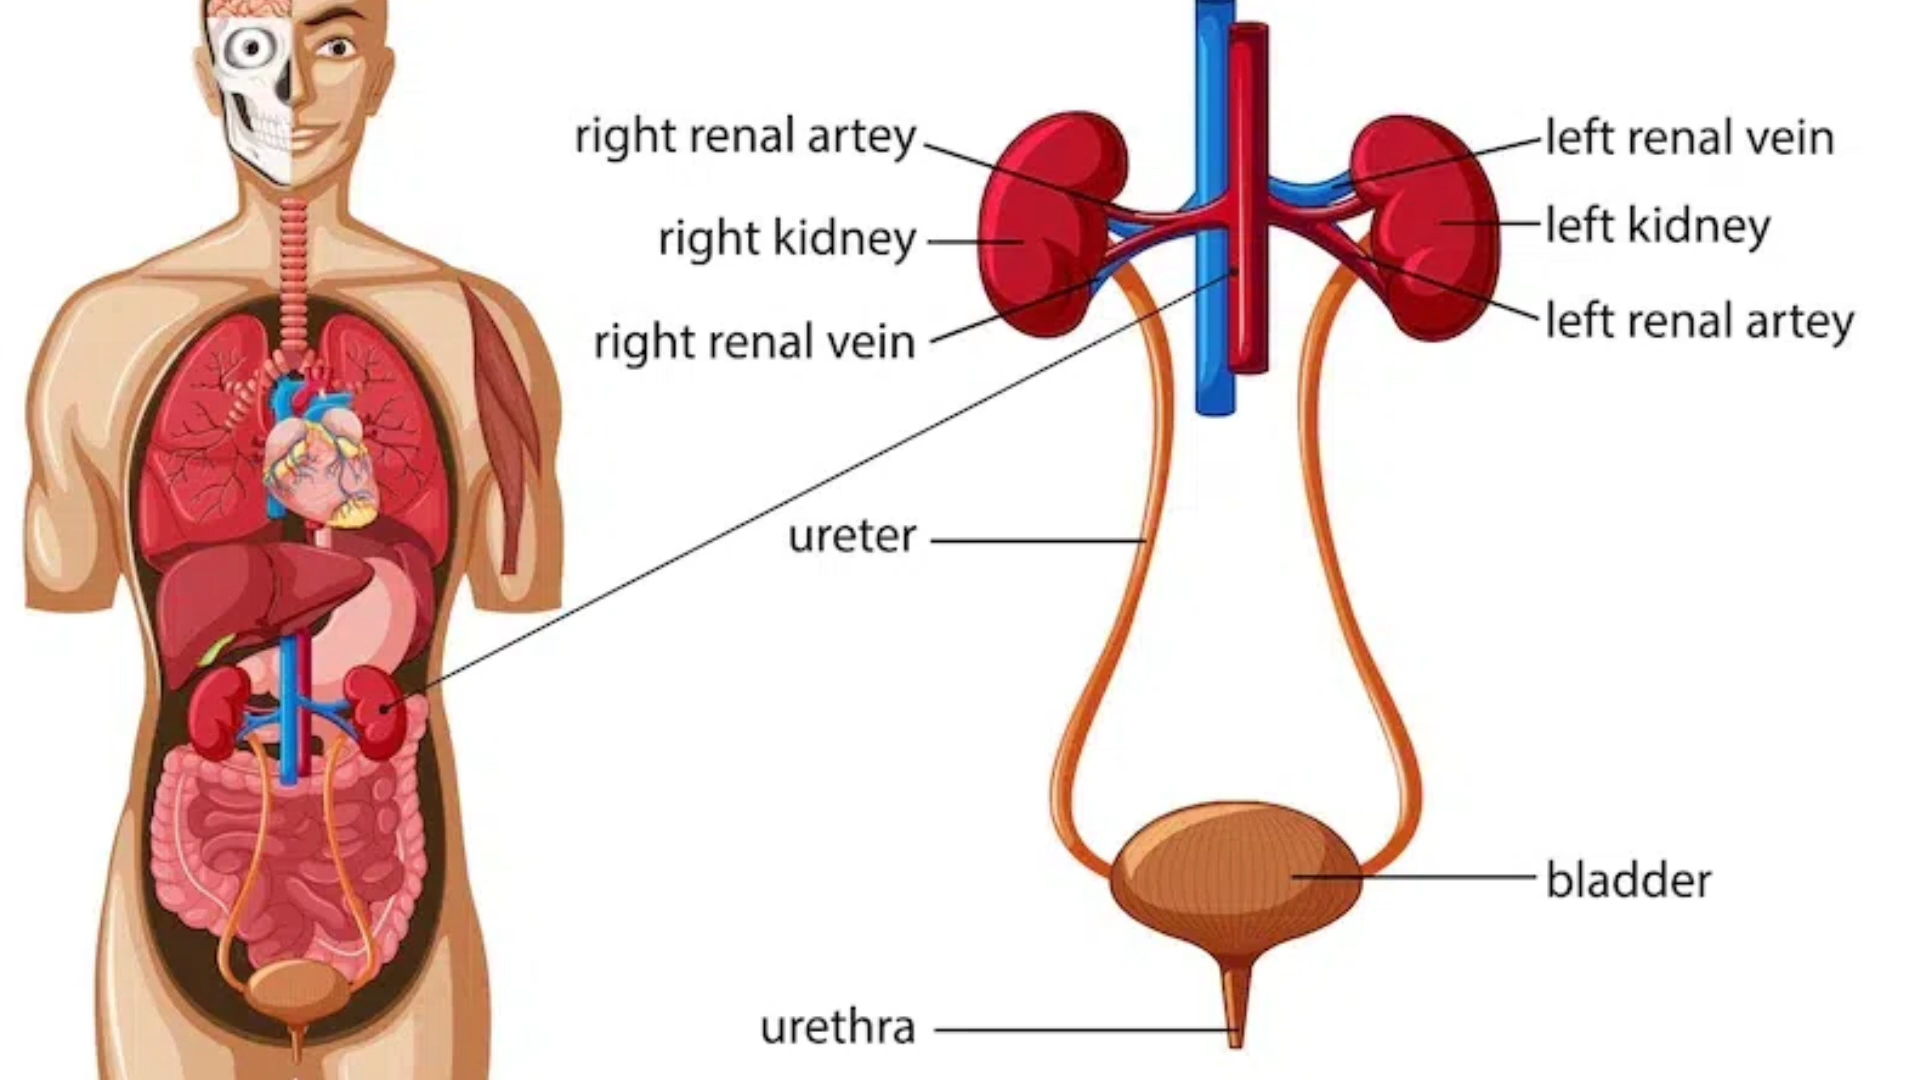 right renal artey
right kidney
right renal vein
ureter
urethra
left renal vein
left kidney
left renal artey
bladder